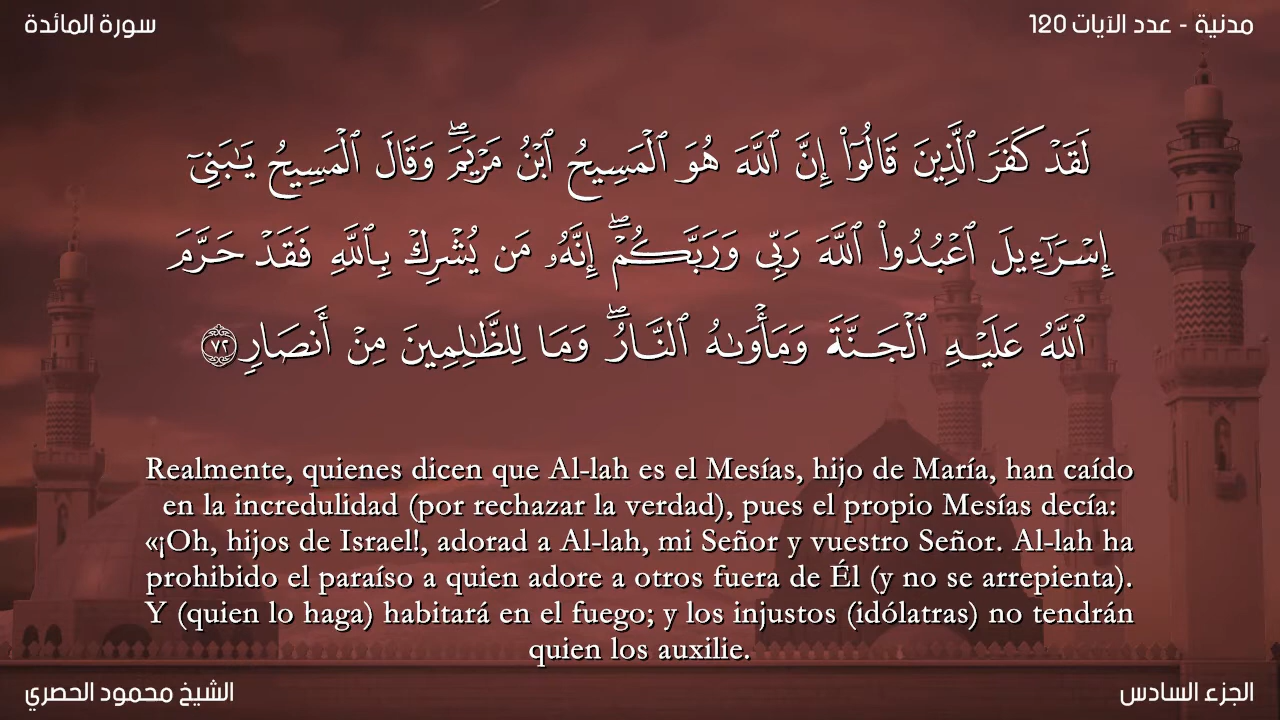 سورة المائدة
مدنية - عدد الآيات 120
لَقَدْ كَفَرَ ٱلَّذِينَ قَالُوٓا۟ إِنَّ ٱللَّهَ هُوَ ٱلْمَسِيحُ ٱبْنُ مَرْيَمَ ۖ وَقَالَ ٱلْمَسِيحُ يَـٰبَنِىٓ
إِسْرَٰٓءِيلَ ٱعْبُدُوا۟ ٱللَّهَ رَبِّى وَرَبَّكُمْ ۖ إِنَّهُۥ مَن يُشْرِكْ بِٱللَّهِ فَقَدْ حَرَّمَ
ٱللَّهُ عَلَيْهِ ٱلْجَنَّةَ وَمَأْوَىٰهُ ٱلنَّارُ ۖ وَمَا لِلظَّـٰلِمِينَ مِنْ أَنصَارٍ ٧٢
Realmente, quienes dicen que Al-lah es el Mesías, hijo de María, han caído
en la incredulidad (por rechazar la verdad), pues el propio Mesías decía:
«¡Oh, hijos de Israel!, adorad a Al-lah, mi Señor y vuestro Señor. Al-lah ha
prohibido el paraíso a quien adore a otros fuera de Él (y no se arrepienta).
Y (quien lo haga) habitará en el fuego; y los injustos (idólatras) no tendrán
quien los auxilie.
الشيخ محمود الحصري
الجزء السادس